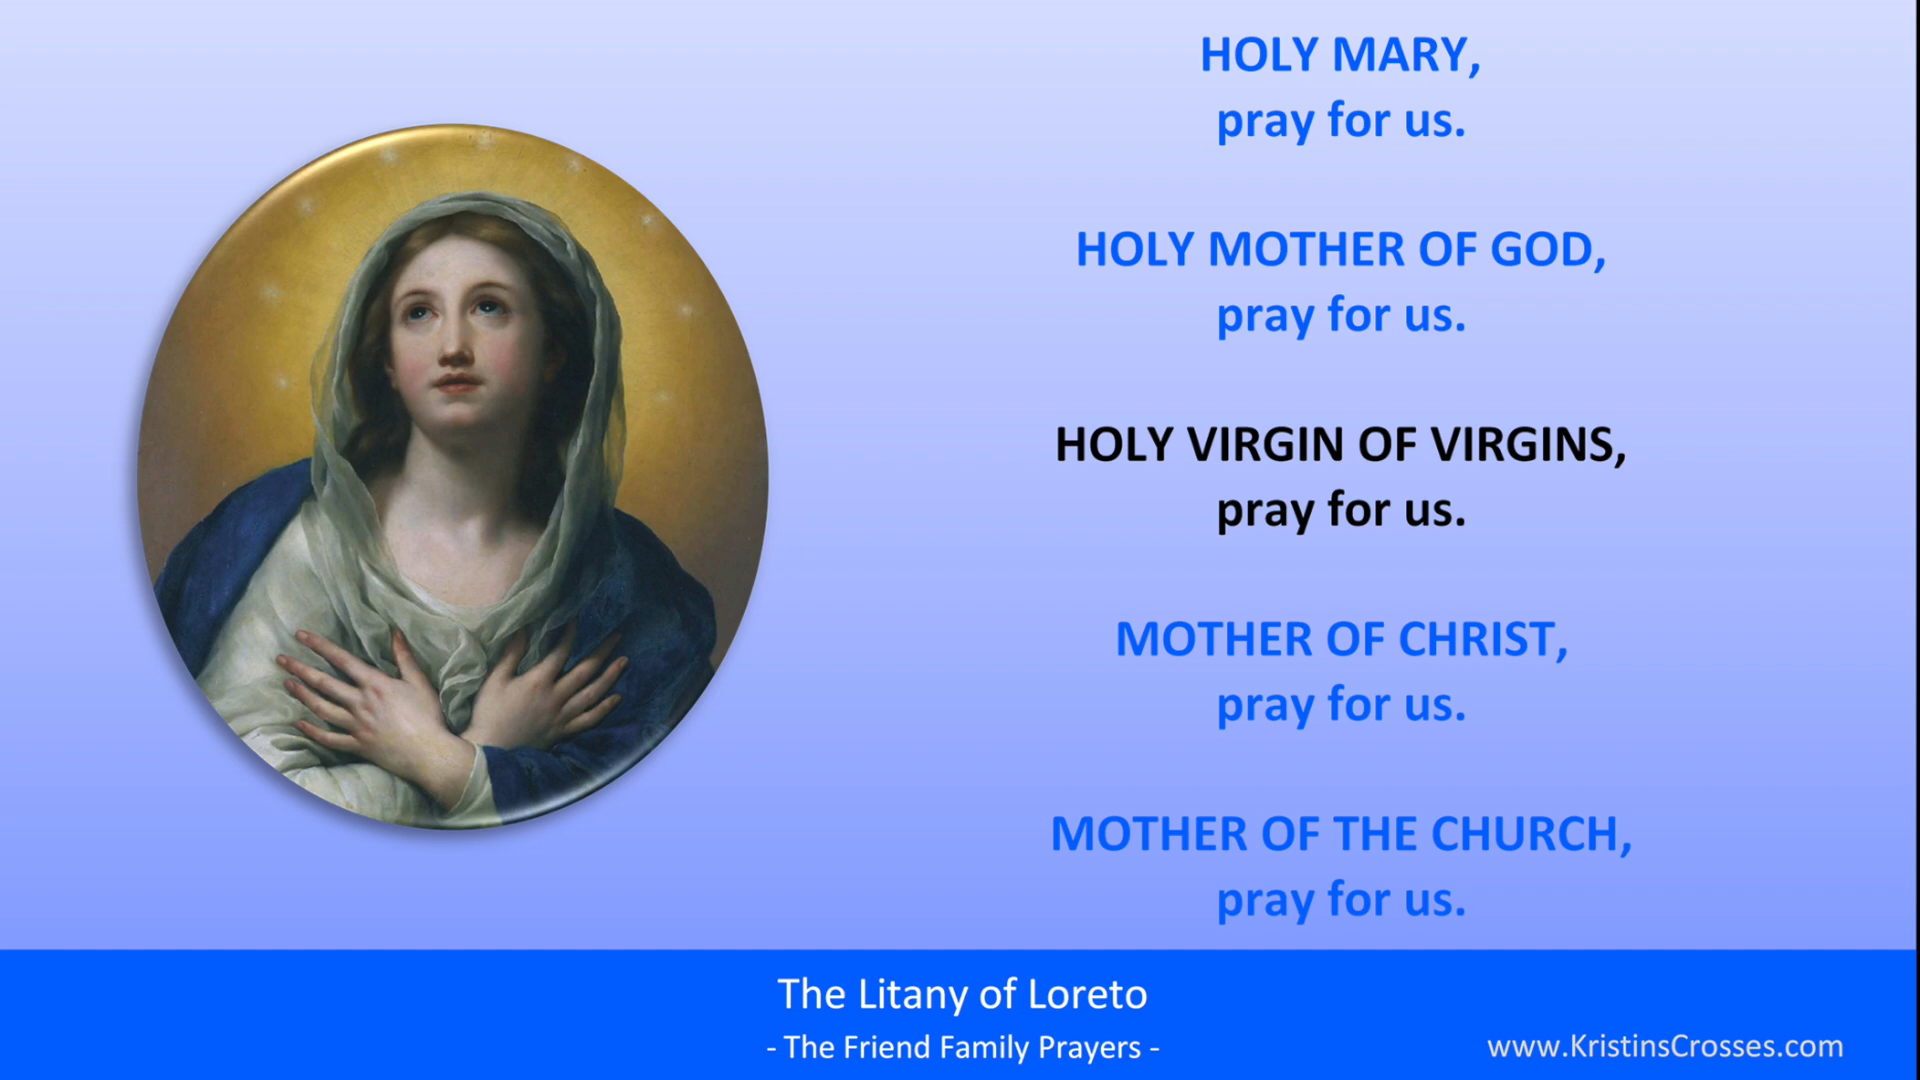 HOLY MARY,
pray for us.
HOLY MOTHER OF GOD,
pray for us.
HOLY VIRGIN OF VIRGINS,
pray for us.
MOTHER OF CHRIST,
pray for us.
MOTHER OF THE CHURCH,
pray for us.
The Litany of Loreto
- The Friend Family Prayers -
www.KristinsCrosses.com